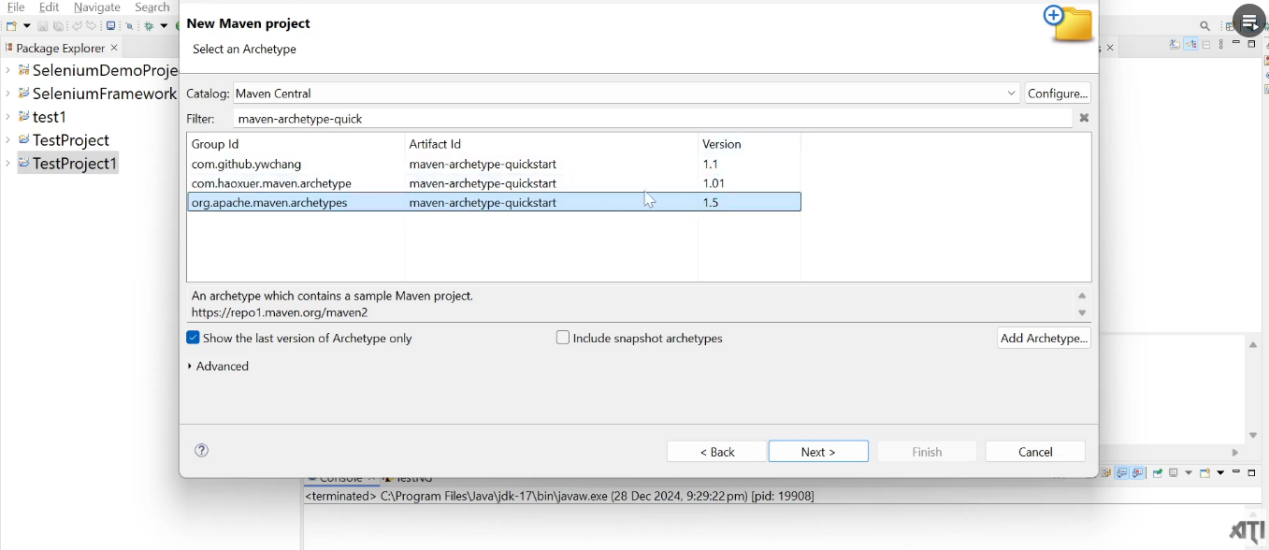 File Edit Navigate Search
Package Explorer ×
SeleniumDemoProje
SeleniumFramework
test1
TestProject
TestProject1
New Maven project
Select an Archetype
Catalog: Maven Central Configure...
Filter: maven-archetype-quick
Group Id Artifact Id Version
com.github.ywchang maven-archetype-quickstart 1.1
com.haoxuer.maven.archetype maven-archetype-quickstart 1.01
org.apache.maven.archetypes maven-archetype-quickstart 1.5
An archetype which contains a sample Maven project.
https://repo1.maven.org/maven2
Show the last version of Archetype only Include snapshot archetypes Add Archetype...
Advanced
< Back Next > Finish Cancel
Console TestNG
<terminated> C:\Program Files\Java\jdk-17\bin\javaw.exe (28 Dec 2024, 9:29:22 pm) [pid: 19908]
ATI